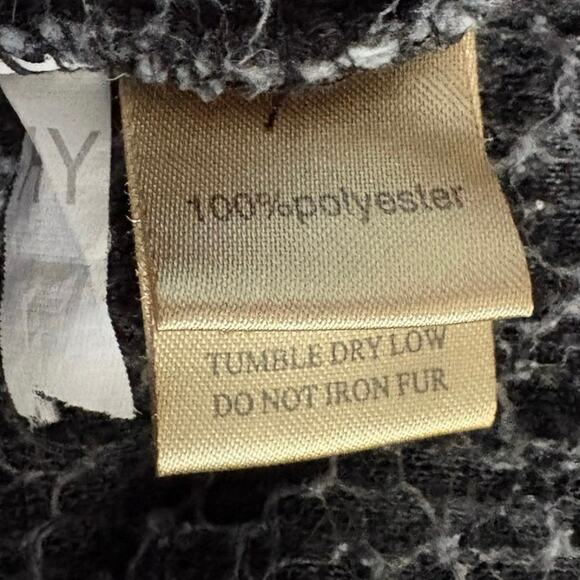 100%polyester
TUMBLE DRY LOW
DO NOT IRON FUR